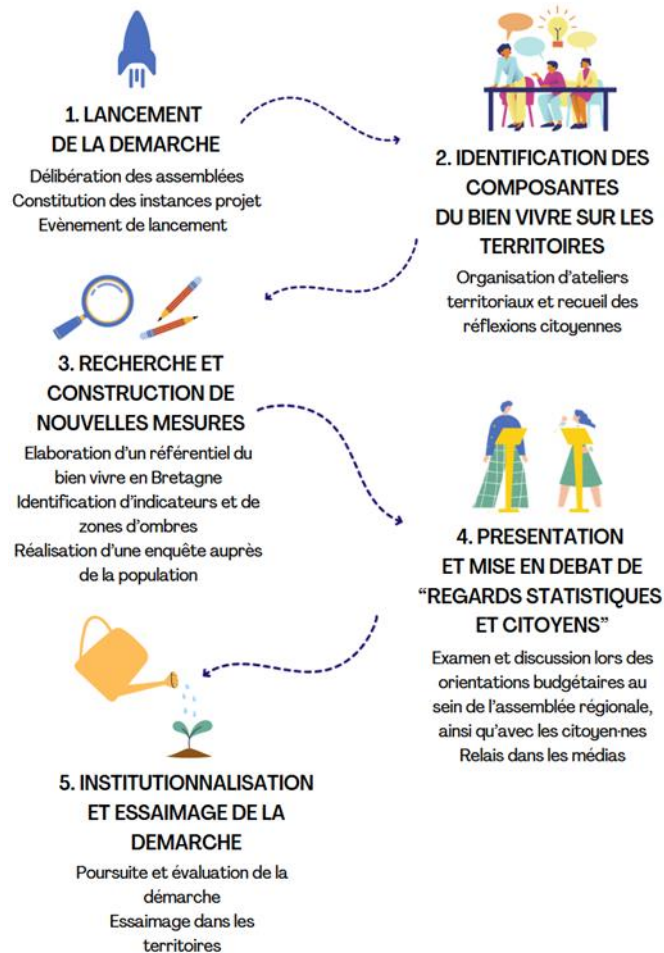 1. LANCEMENT
DE LA DEMARCHE
Délibération des assemblées
Constitution des instances projet
Evènement de lancement
2. IDENTIFICATION DES
COMPOSANTES
DU BIEN VIVRE SUR LES
TERRITOIRES
Organisation d’ateliers
territoriaux et recueil des
réflexions citoyennes
3. RECHERCHE ET
CONSTRUCTION DE
NOUVELLES MESURES
Elaboration d’un référentiel du
bien vivre en Bretagne
Identification d’indicateurs et de
zones d’ombres
Réalisation d’une enquête auprès
de la population
4. PRESENTATION
ET MISE EN DEBAT DE
“REGARDS STATISTIQUES
ET CITOYENS”
Examen et discussion lors des
orientations budgétaires au
sein de l’assemblée régionale,
ainsi qu’avec les citoyen·nes
Relais dans les médias
5. INSTITUTIONNALISATION
ET ESSAIMAGE DE LA
DEMARCHE
Poursuite et évaluation de la
démarche
Essaimage dans les
territoires